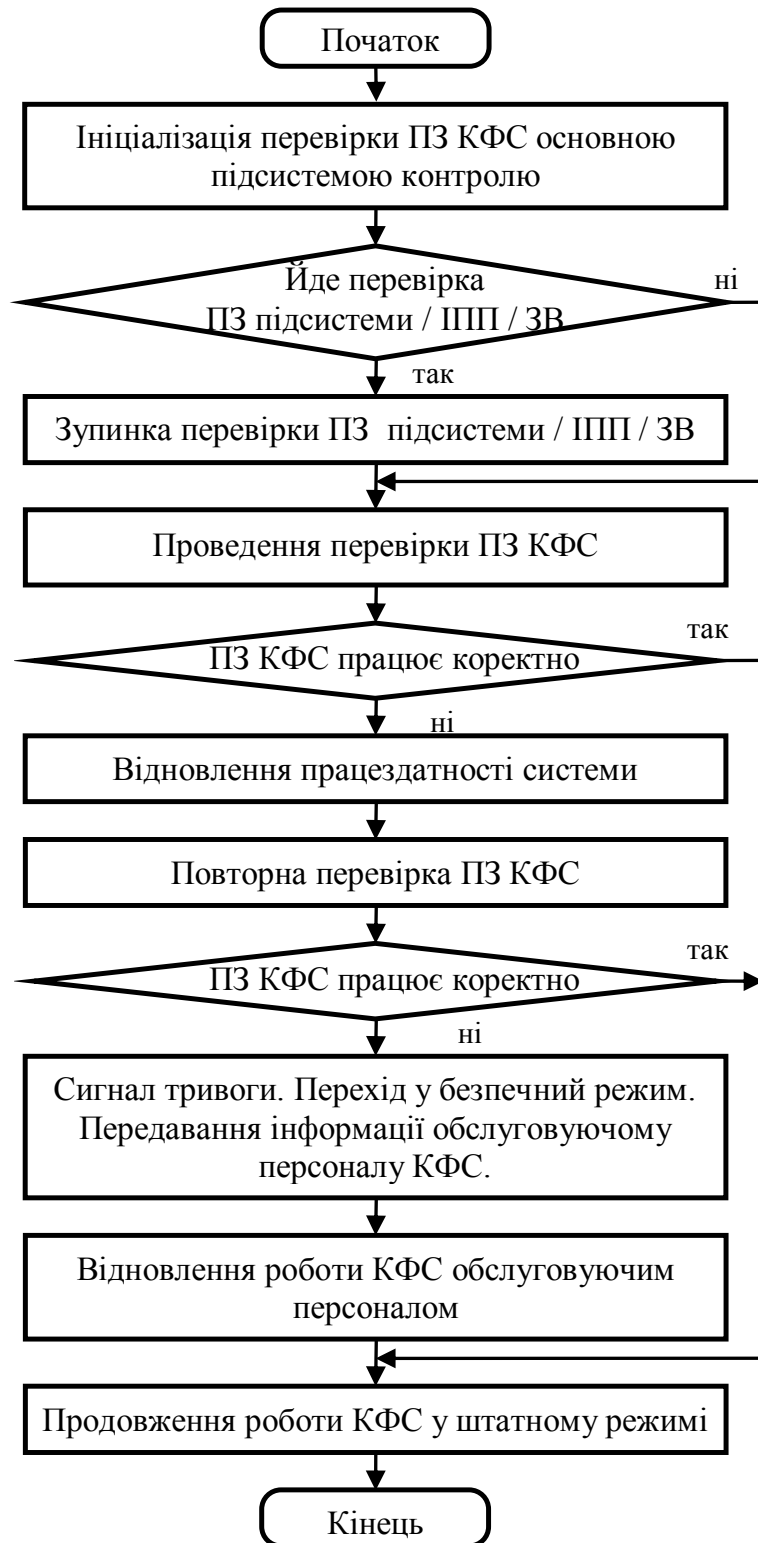 Початок
Ініціалізація перевірки ПЗ КФС основною
підсистемою контролю
Йде перевірка
ПЗ підсистеми / ІПП / ЗВ
ні
так
Зупинка перевірки ПЗ підсистеми / ІПП / ЗВ
Проведення перевірки ПЗ КФС
ПЗ КФС працює коректно
так
ні
Відновлення працездатності системи
Повторна перевірка ПЗ КФС
ПЗ КФС працює коректно
так
ні
Сигнал тривоги. Перехід у безпечний режим.
Передавання інформації обслуговуючому
персоналу КФС.
Відновлення роботи КФС обслуговуючим
персоналом
Продовження роботи КФС у штатному режимі
Кінець